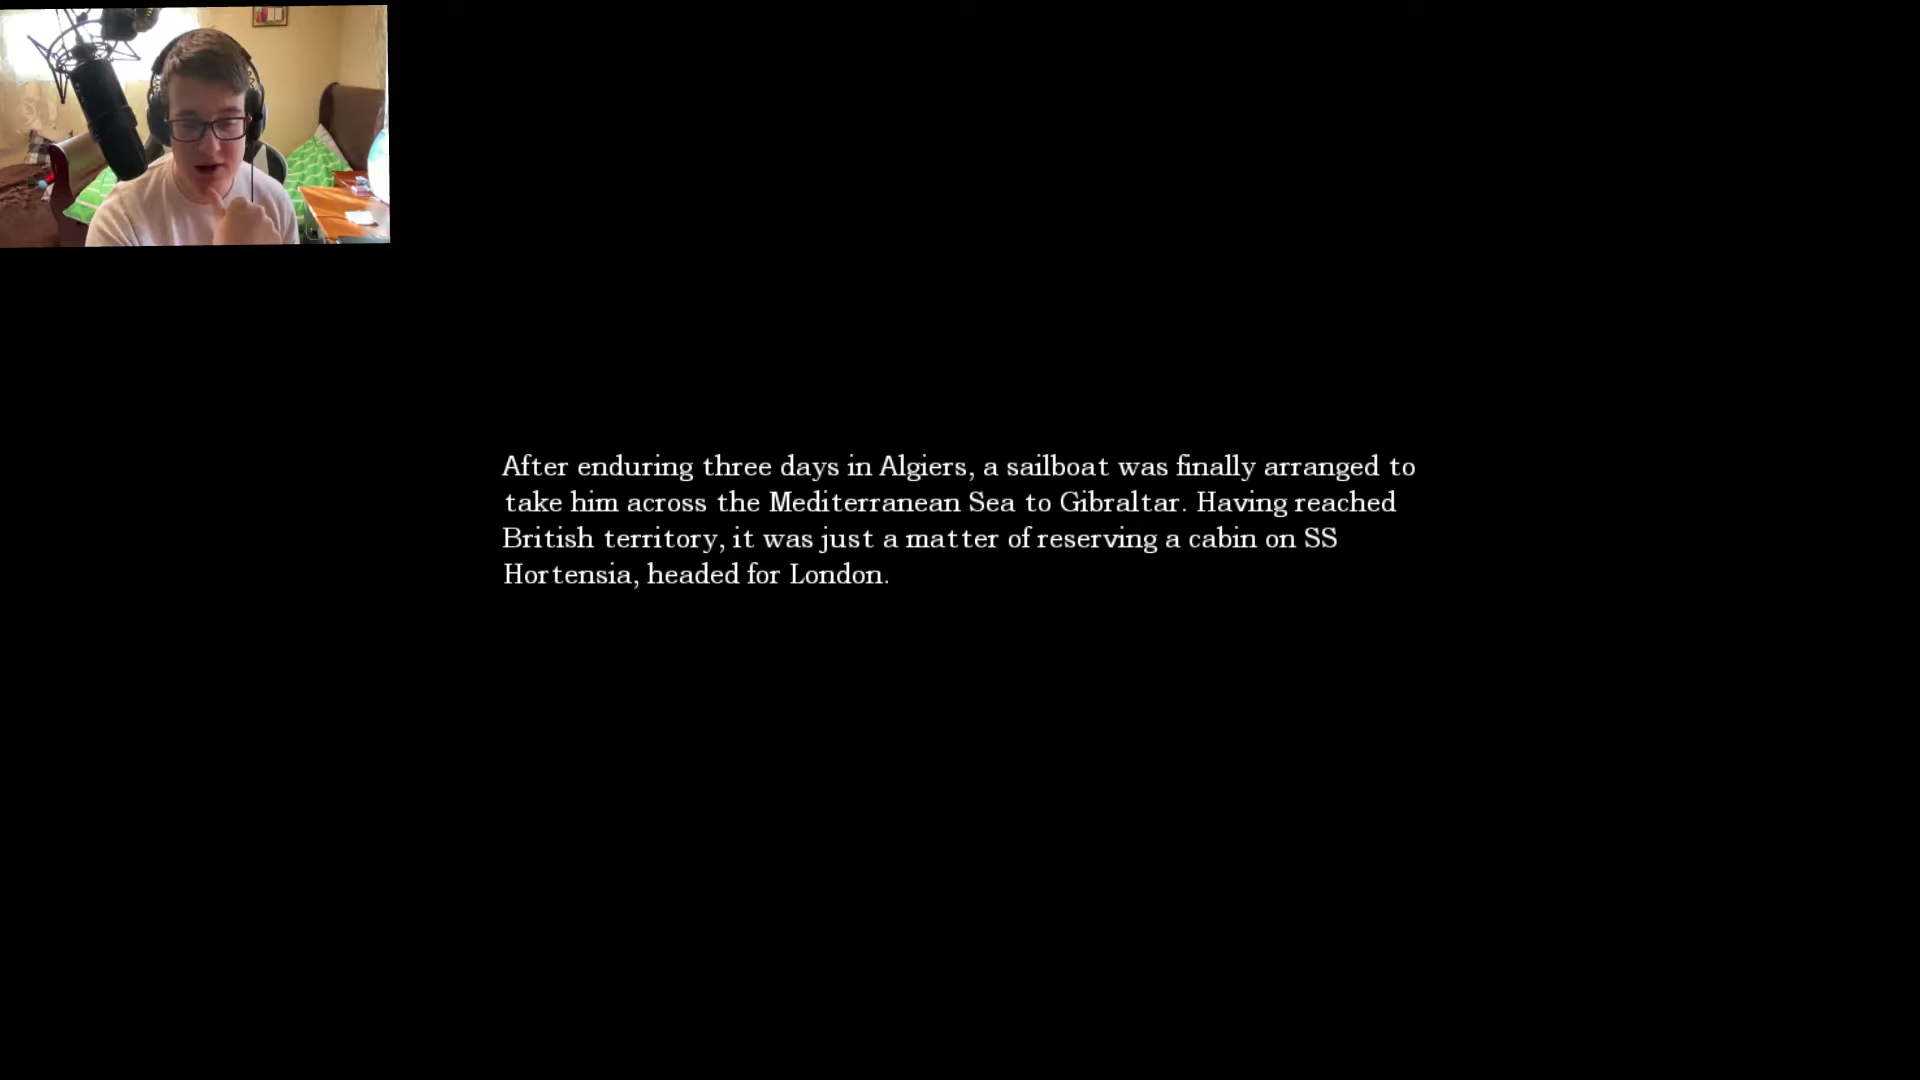 After enduring three days in Algiers, a sailboat was finally arranged to
take him across the Mediterranean Sea to Gibraltar. Having reached
British territory, it was just a matter of reserving a cabin on SS
Hortensia, headed for London.